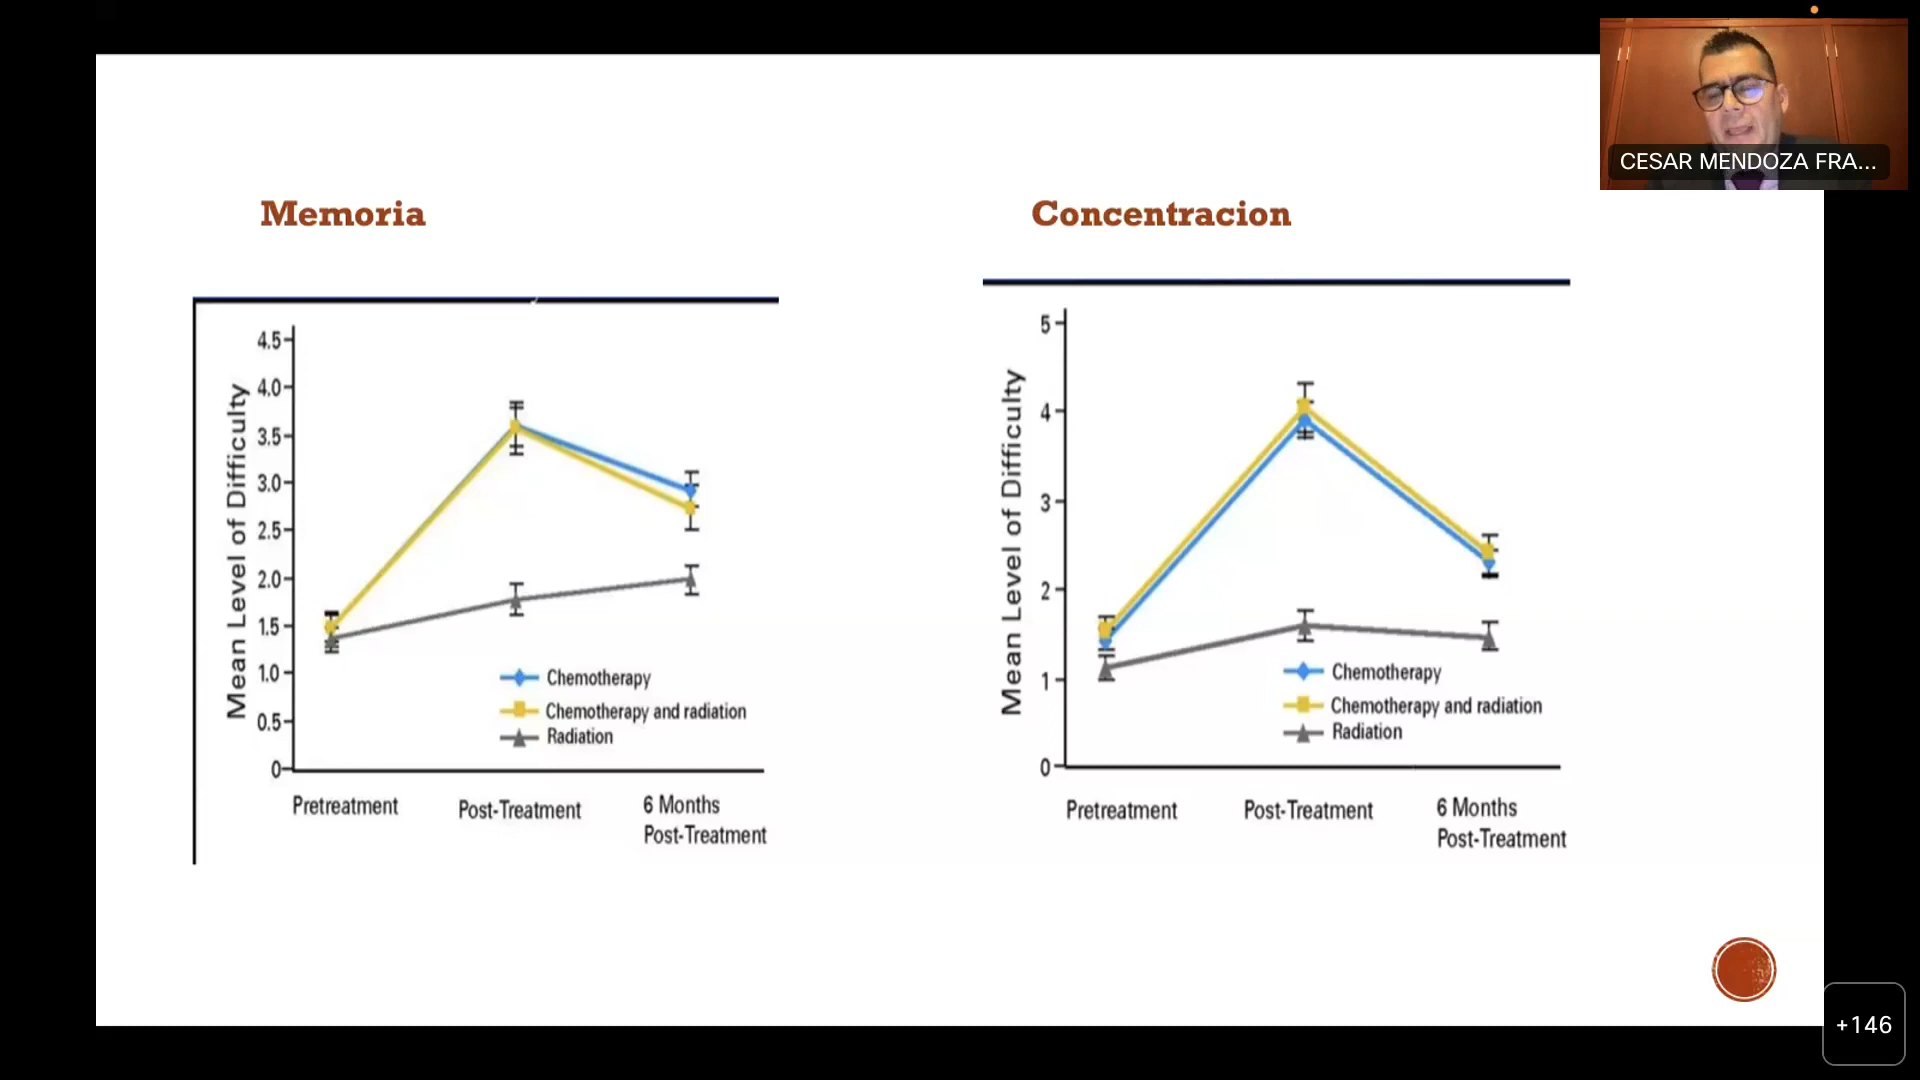 CESAR MENDOZA FRA...
Memoria
Mean Level of Difficulty
4.5
4.0
3.5
3.0
2.5
2.0
1.5
1.0
0.5
0
Chemotherapy
Chemotherapy and radiation
Radiation
Pretreatment
Post-Treatment
6 Months
Post-Treatment
Concentracion
Mean Level of Difficulty
5
4
3
2
1
0
Chemotherapy
Chemotherapy and radiation
Radiation
Pretreatment
Post-Treatment
6 Months
Post-Treatment
+146